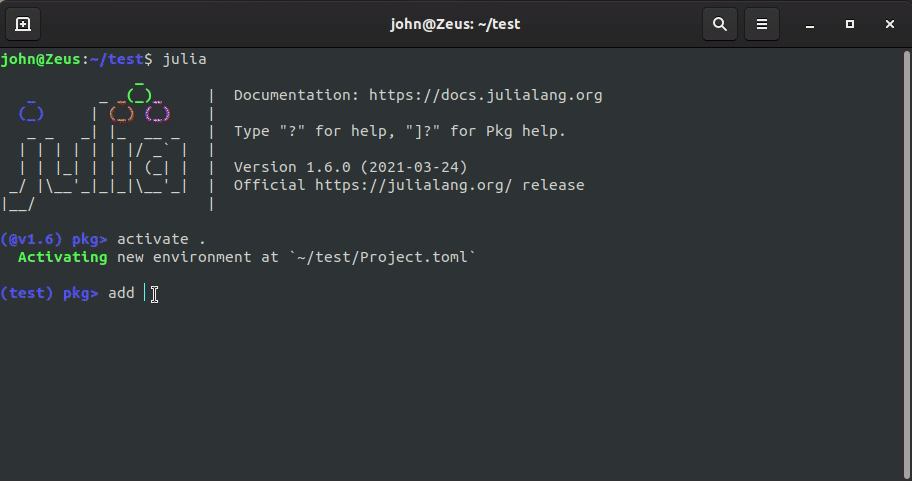 john@Zeus: ~/test
john@Zeus:~/test$ julia
               _
   _       _ _(_)_     |  Documentation: https://docs.julialang.org
  (_)     | (_) (_)    |
   _ _   _| |_  __ _   |  Type "?" for help, "]?" for Pkg help.
  | | | | | | |/ _` |  |
  | | |_| | | | (_| |  |  Version 1.6.0 (2021-03-24)
 _/ |\__'_|_|_|\__'_|  |  Official https://julialang.org/ release
|__/                   |
(@v1.6) pkg> activate .
  Activating new environment at `~/test/Project.toml`
(test) pkg> add